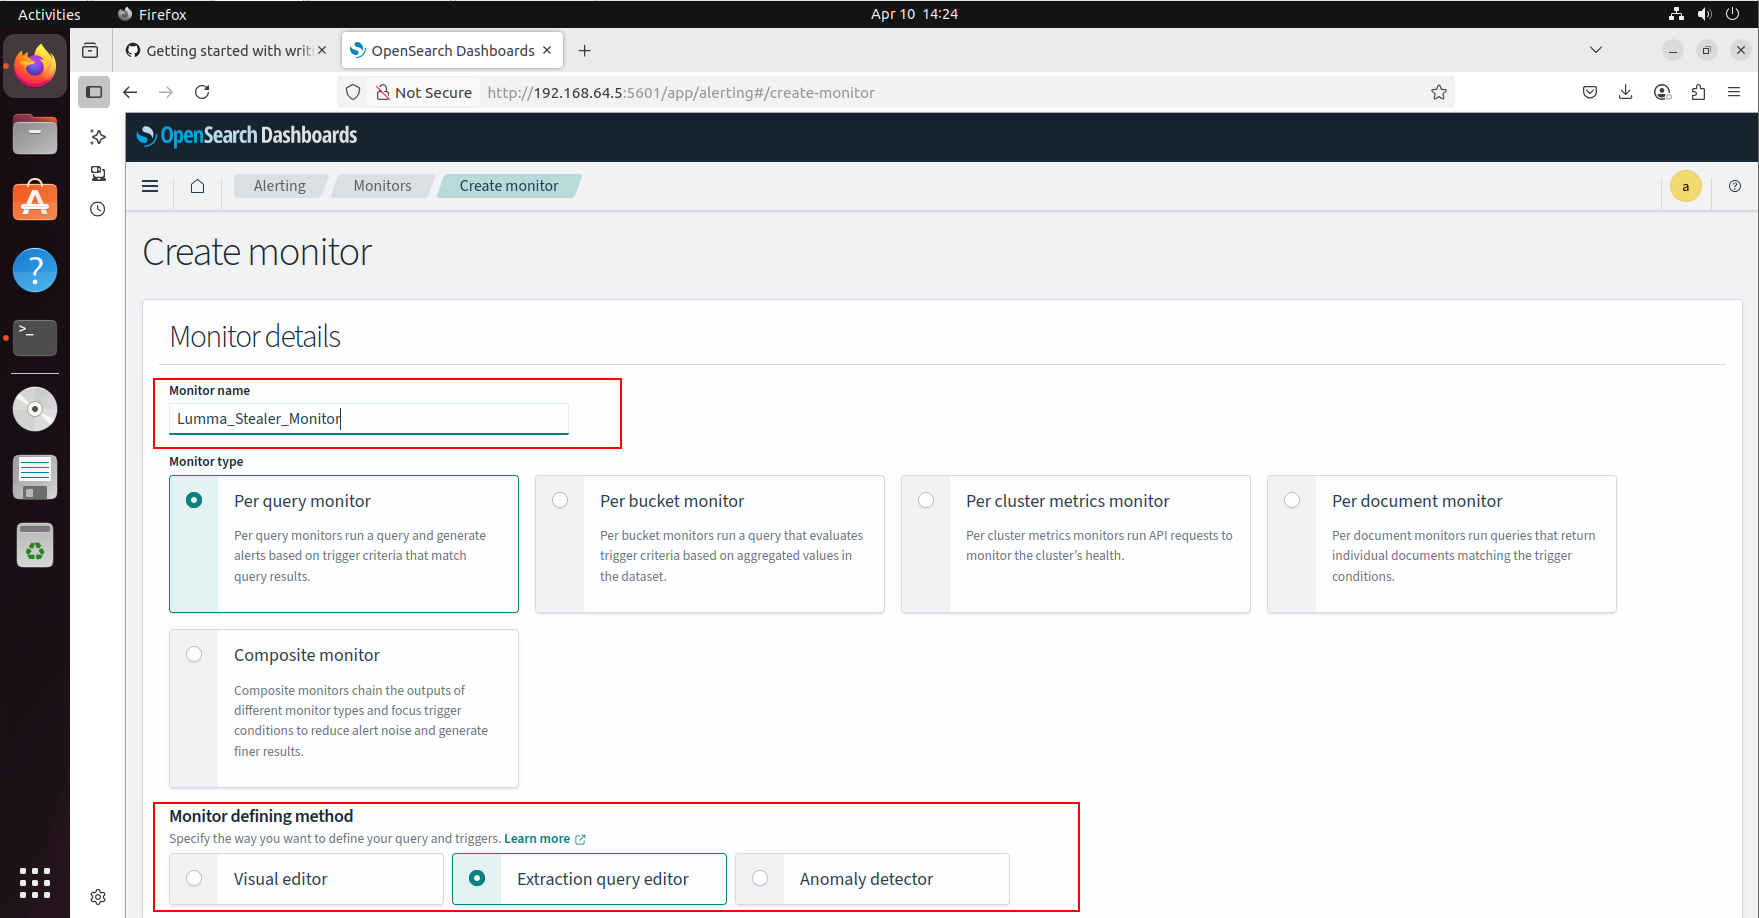 Activities
Firefox
Apr 10 14:24
Getting started with writi
OpenSearch Dashboards
Not Secure
http://192.168.64.5:5601/app/alerting#/create-monitor
OpenSearch Dashboards
Alerting
Monitors
Create monitor
a
Create monitor
Monitor details
Monitor name
Lumma_Stealer_Monitor
Monitor type
Per query monitor
Per query monitors run a query and generate
alerts based on trigger criteria that match
query results.
Per bucket monitor
Per bucket monitors run a query that evaluates
trigger criteria based on aggregated values in
the dataset.
Per cluster metrics monitor
Per cluster metrics monitors run API requests to
monitor the cluster's health.
Per document monitor
Per document monitors run queries that return
individual documents matching the trigger
conditions.
Composite monitor
Composite monitors chain the outputs of
different monitor types and focus trigger
conditions to reduce alert noise and generate
finer results.
Monitor defining method
Specify the way you want to define your query and triggers. Learn more
Visual editor
Extraction query editor
Anomaly detector